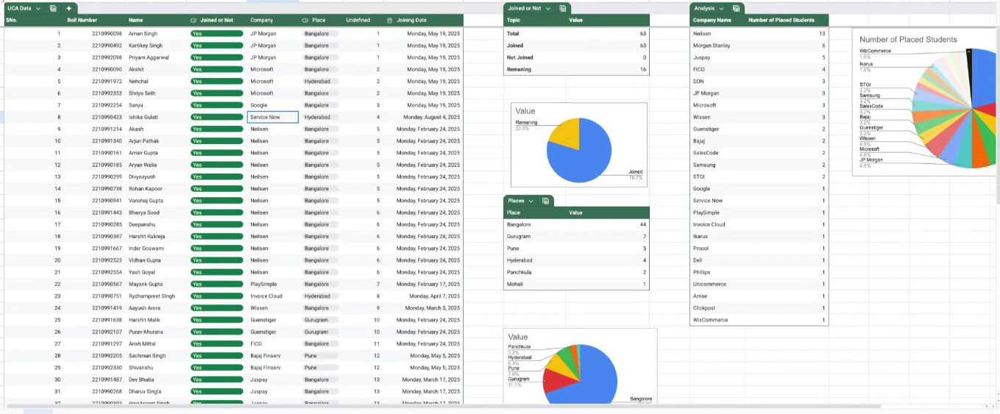 UCA Data
SNo. Roll Number Name Joined or Not Company Place Undefined Joining Date
1 2210990098 Aman Singh Yes JP Morgan Bangalore 1 Monday, May 19, 2025
2 2210990492 Kartikey Singh Yes JP Morgan Bangalore 1 Monday, May 19, 2025
3 2210992098 Priyam Aggarwal Yes JP Morgan Bangalore 1 Monday, May 19, 2025
4 2210990090 Akshit Yes Microsoft Bangalore 2 Monday, May 19, 2025
5 2210991972 Nehchal Yes Microsoft Hyderabad 2 Monday, May 19, 2025
6 2210992353 Shriya Seth Yes Microsoft Bangalore 2 Monday, May 19, 2025
7 2210992254 Sanya Yes Google Bangalore 3 Monday, May 19, 2025
8 2210990423 Ishika Gulati Yes Service Now Hyderabad 4 Monday, August 4, 2025
9 2210991214 Akash Yes Neilsen Bangalore 5 Monday, February 24, 2025
10 2210991340 Arjun Pathak Yes Neilsen Bangalore 5 Monday, February 24, 2025
11 2210990161 Arnav Gupta Yes Neilsen Bangalore 5 Monday, February 24, 2025
12 2210990185 Aryan Walia Yes Neilsen Bangalore 5 Monday, February 24, 2025
13 2210990299 Divyaayush Yes Neilsen Bangalore 5 Monday, February 24, 2025
14 2210990738 Rohan Kapoor Yes Neilsen Bangalore 5 Monday, February 24, 2025
15 2210990941 Vanshaj Gupta Yes Neilsen Bangalore 5 Monday, February 24, 2025
16 2210991443 Bhavya Sood Yes Neilsen Bangalore 6 Monday, February 24, 2025
17 2210990285 Deepanshu Yes Neilsen Bangalore 6 Monday, February 24, 2025
18 2210990387 Harshit Kukreja Yes Neilsen Bangalore 6 Monday, February 24, 2025
19 2210991667 Inder Goswami Yes Neilsen Bangalore 6 Monday, February 24, 2025
20 2210992523 Vidhan Gupta Yes Neilsen Bangalore 6 Monday, February 24, 2025
21 2210992554 Yash Goyal Yes Neilsen Bangalore 6 Monday, February 24, 2025
22 2210990567 Mayank Gupta Yes PlaySimple Bangalore 7 Monday, February 17, 2025
23 2210990751 Rydhampreet SIngh Yes Invoice Cloud Hyderabad 8 Monday, April 7, 2025
24 2210991419 Aayush Arora Yes Wissen Bangalore 9 Monday, March 3, 2025
25 2210991638 Harshit Malik Yes Guenstiger Gurugram 10 Monday, February 24, 2025
26 2210992107 Purav Khurana Yes Guenstiger Gurugram 10 Monday, February 24, 2025
27 2210991297 Ansh Mittal Yes FICO Bangalore 11 Monday, February 24, 2025
28 2210992205 Sachman Singh Yes Bajaj Finserv Pune 12 Monday, May 5, 2025
29 2210992330 Shivanshu Yes Bajaj Finserv Pune 12 Monday, May 5, 2025
30 2210991487 Dev Bhatia Yes Juspay Bangalore 13 Monday, March 17, 2025
31 2210990268 Dharuv Singla Yes Juspay Bangalore 13 Monday, March 17, 2025
Joined or Not
Topic Value
Total 63
Joined 63
Not Joined 0
Remaning 16
Value
Remaning
20.3%
Joined
79.7%
Places
Place Value
Bangalore 44
Gurugram 7
Pune 5
Hyderabad 4
Panchkula 2
Mohali 1
Value
Panchkula
3.2%
Hyderabad
6.3%
Pune
7.9%
Gurugram
11.1%
Bangalore
Analysis
Company Name Number of Placed Students
Neilsen 13
Morgan Stanley 6
Juspay 5
FICO 4
DDN 3
JP Morgan 3
Microsoft 3
Wissen 3
Guenstiger 2
Bajaj 2
SalesCode 2
Samsung 2
STGI 2
Google 1
Service Now 1
PlaySimple 1
Invoice Cloud 1
Ikarus 1
Procol 1
Dell 1
Phillips 1
Unicommerce 1
Arrise 1
Clickpost 1
WizCommerce 1
Number of Placed Students
WizCommerce
1.6%
Ikarus
1.6%
STGI
3.2%
Samsung
3.2%
SalesCode
3.2%
Bajaj
3.2%
Guenstiger
3.2%
Wissen
4.8%
Microsoft
4.8%
JP Morgan
4.8%